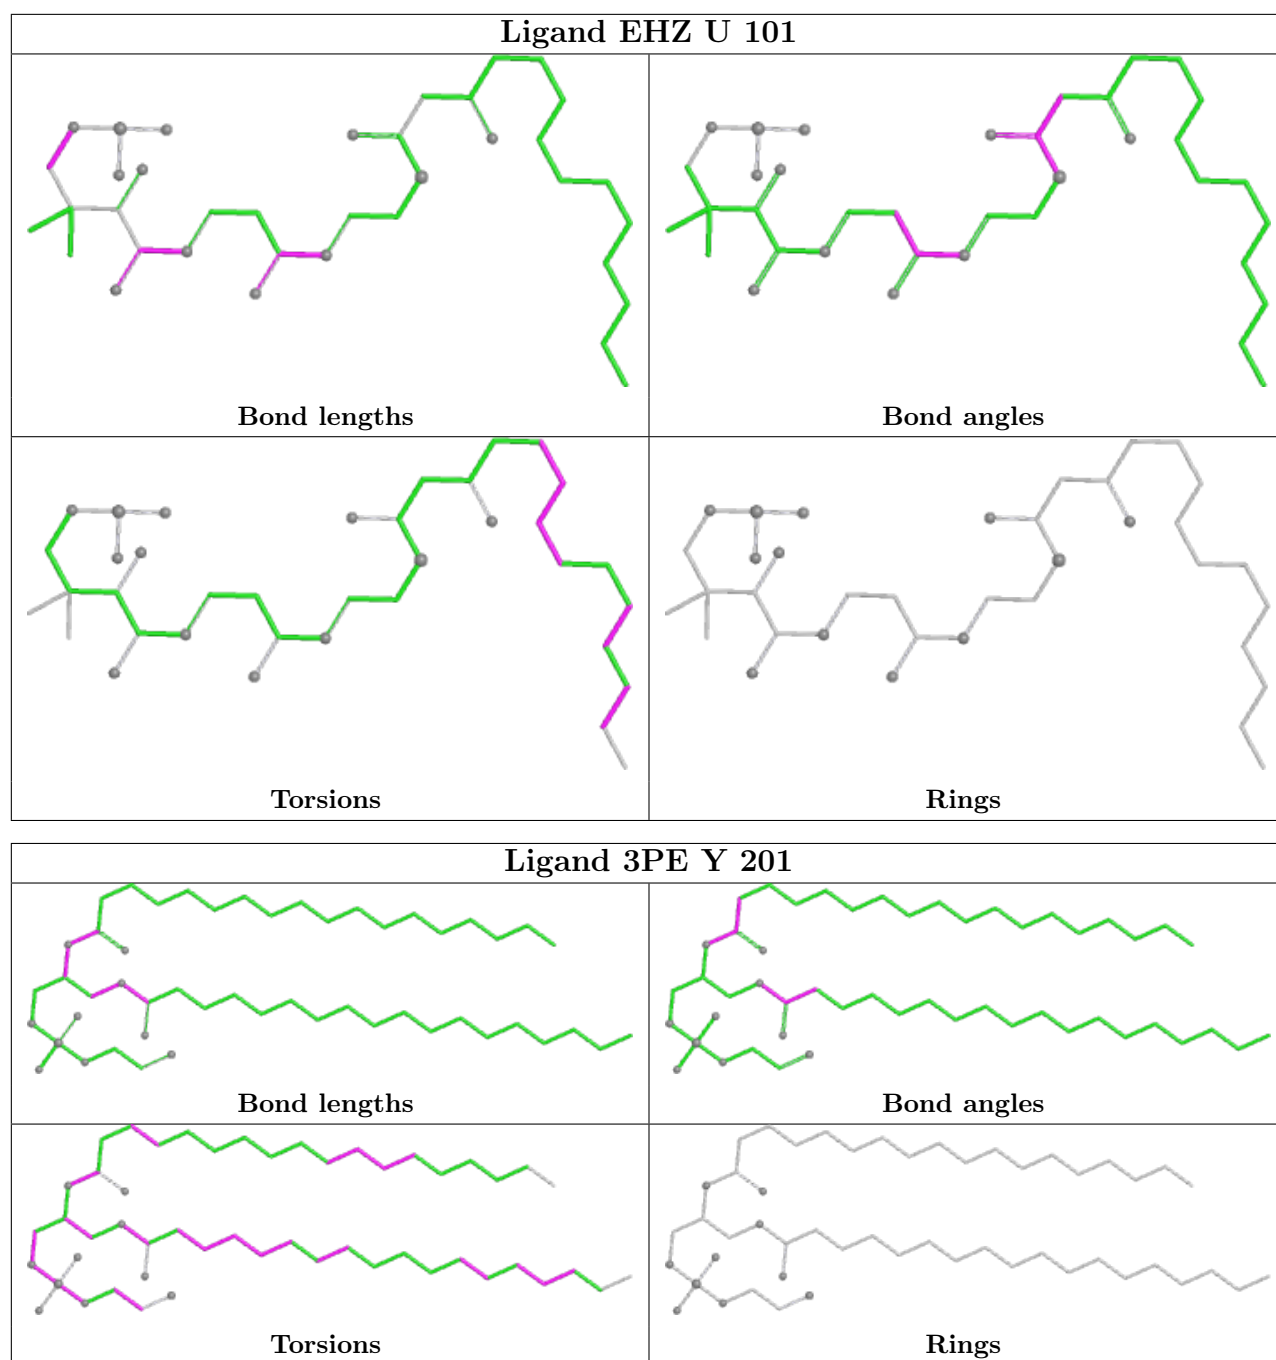 Ligand EHZ U 101
Bond lengths
Bond angles
Torsions
Rings
Ligand 3PE Y 201
Bond lengths
Bond angles
Torsions
Rings